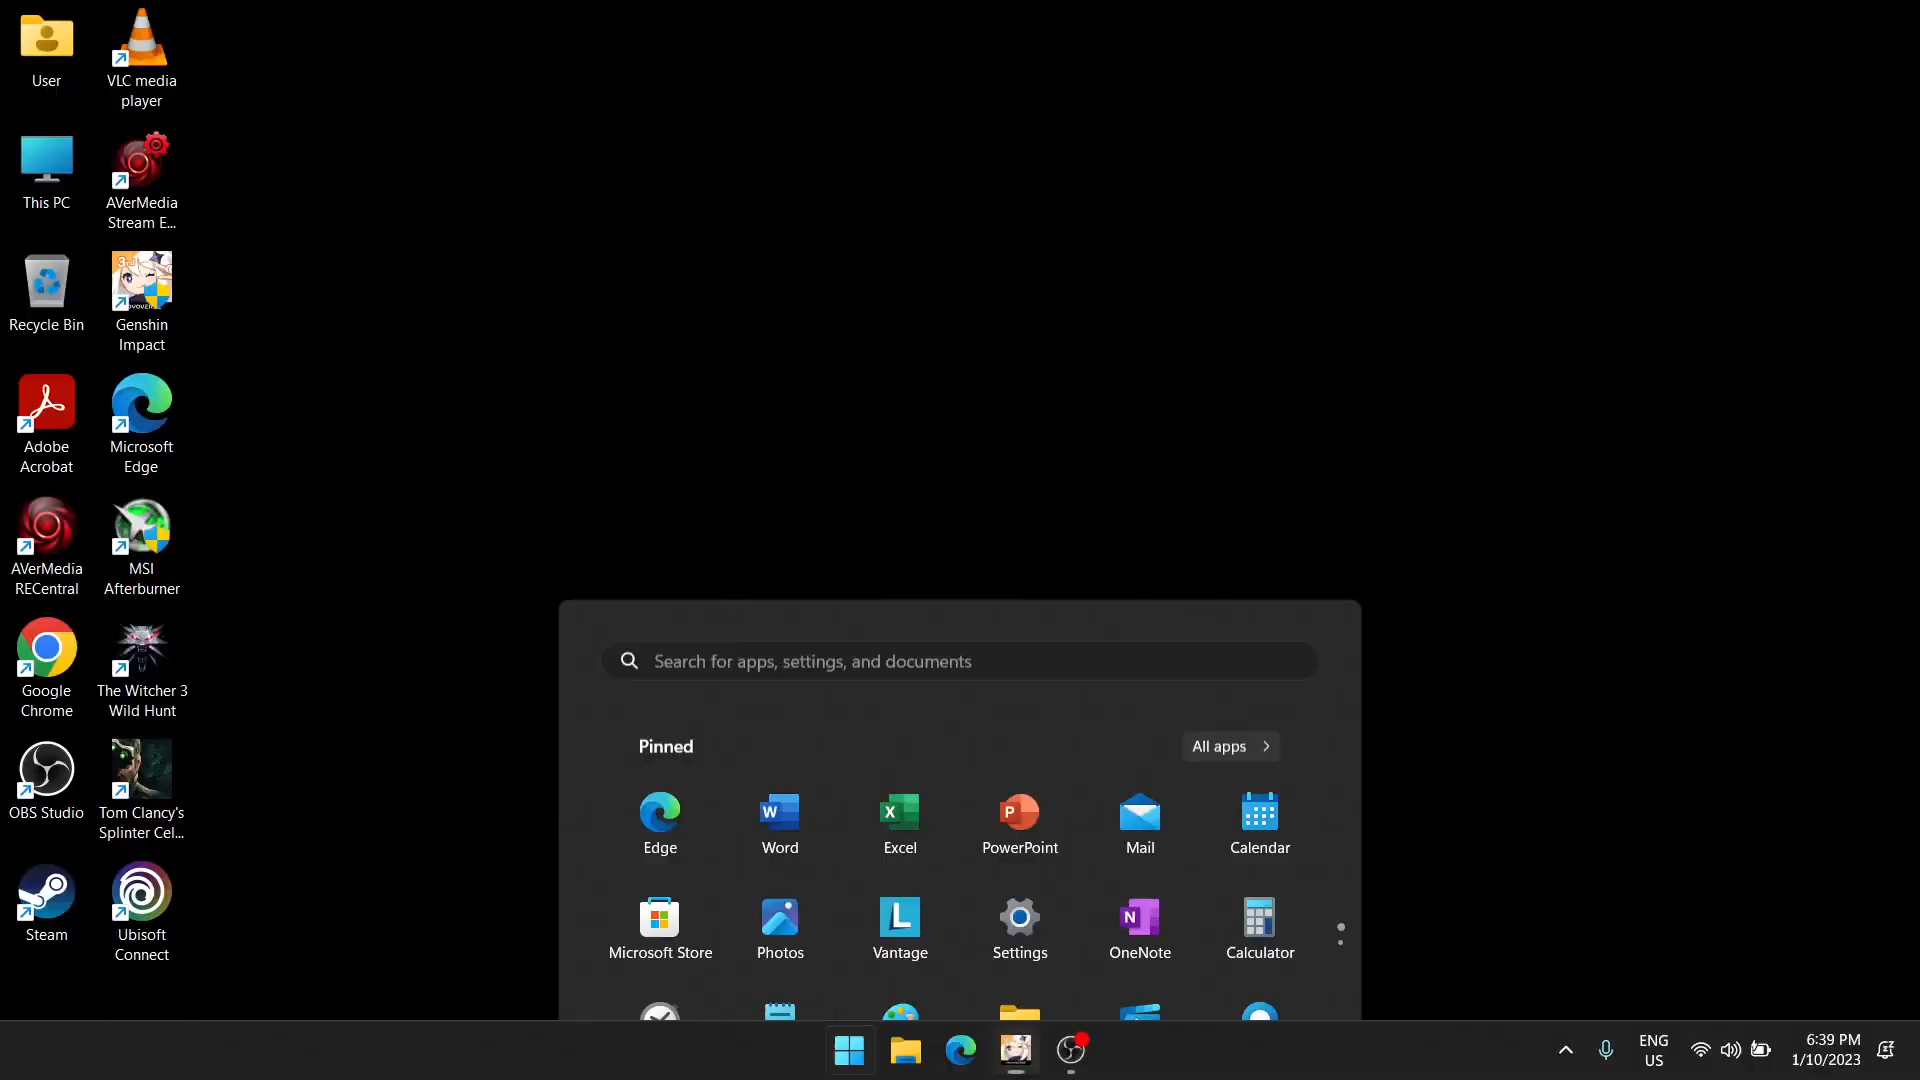 User
VLC media
player
This PC
AVerMedia
Stream E...
Recycle Bin
Genshin
Impact
Adobe
Acrobat
Microsoft
Edge
AVerMedia
RECentral
MSI
Afterburner
Google
Chrome
The Witcher 3
Wild Hunt
OBS Studio
Tom Clancy's
Splinter Cel...
Steam
Ubisoft
Connect
Search for apps, settings, and documents
Pinned
All apps
Edge
Word
Excel
PowerPoint
Mail
Calendar
Microsoft Store
Photos
Vantage
Settings
OneNote
Calculator
ENG
US
6:39 PM
1/10/2023